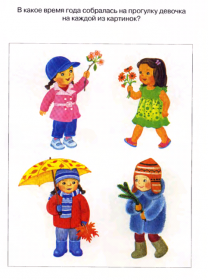 В какое время года собралась на прогулку девочка
на каждой из картинок?